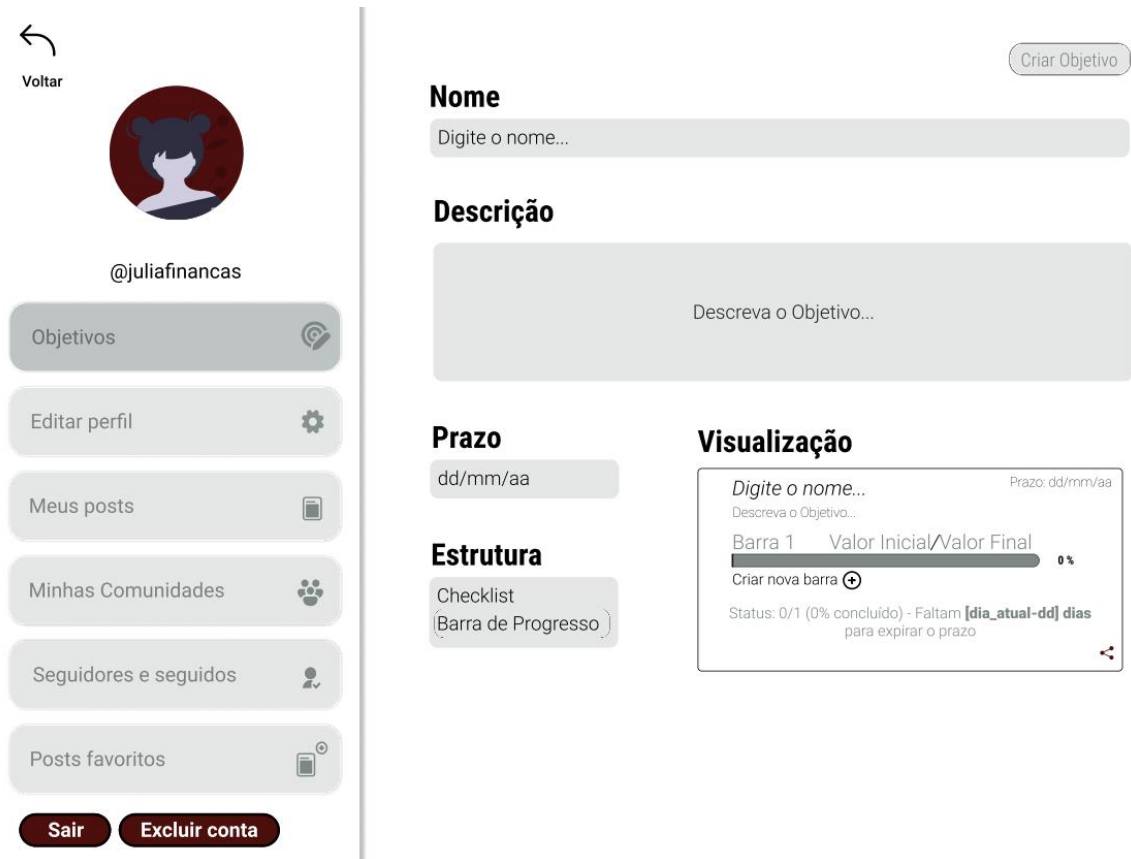 Voltar
@juliafinancas
Objetivos
Editar perfil
Meus posts
Minhas Comunidades
Seguidores e seguidos
Posts favoritos
Sair
Excluir conta
Criar Objetivo
Nome
Digite o nome...
Descrição
Descreva o Objetivo...
Prazo
dd/mm/aa
Estrutura
Checklist
Barra de Progresso
Visualização
Digite o nome...
Prazo: dd/mm/aa
Descreva o Objetivo...
Barra 1 Valor Inicial/Valor Final
0 %
Criar nova barra
Status: 0/1 (0% concluído) - Faltam [dia_atual-dd] dias
para expirar o prazo